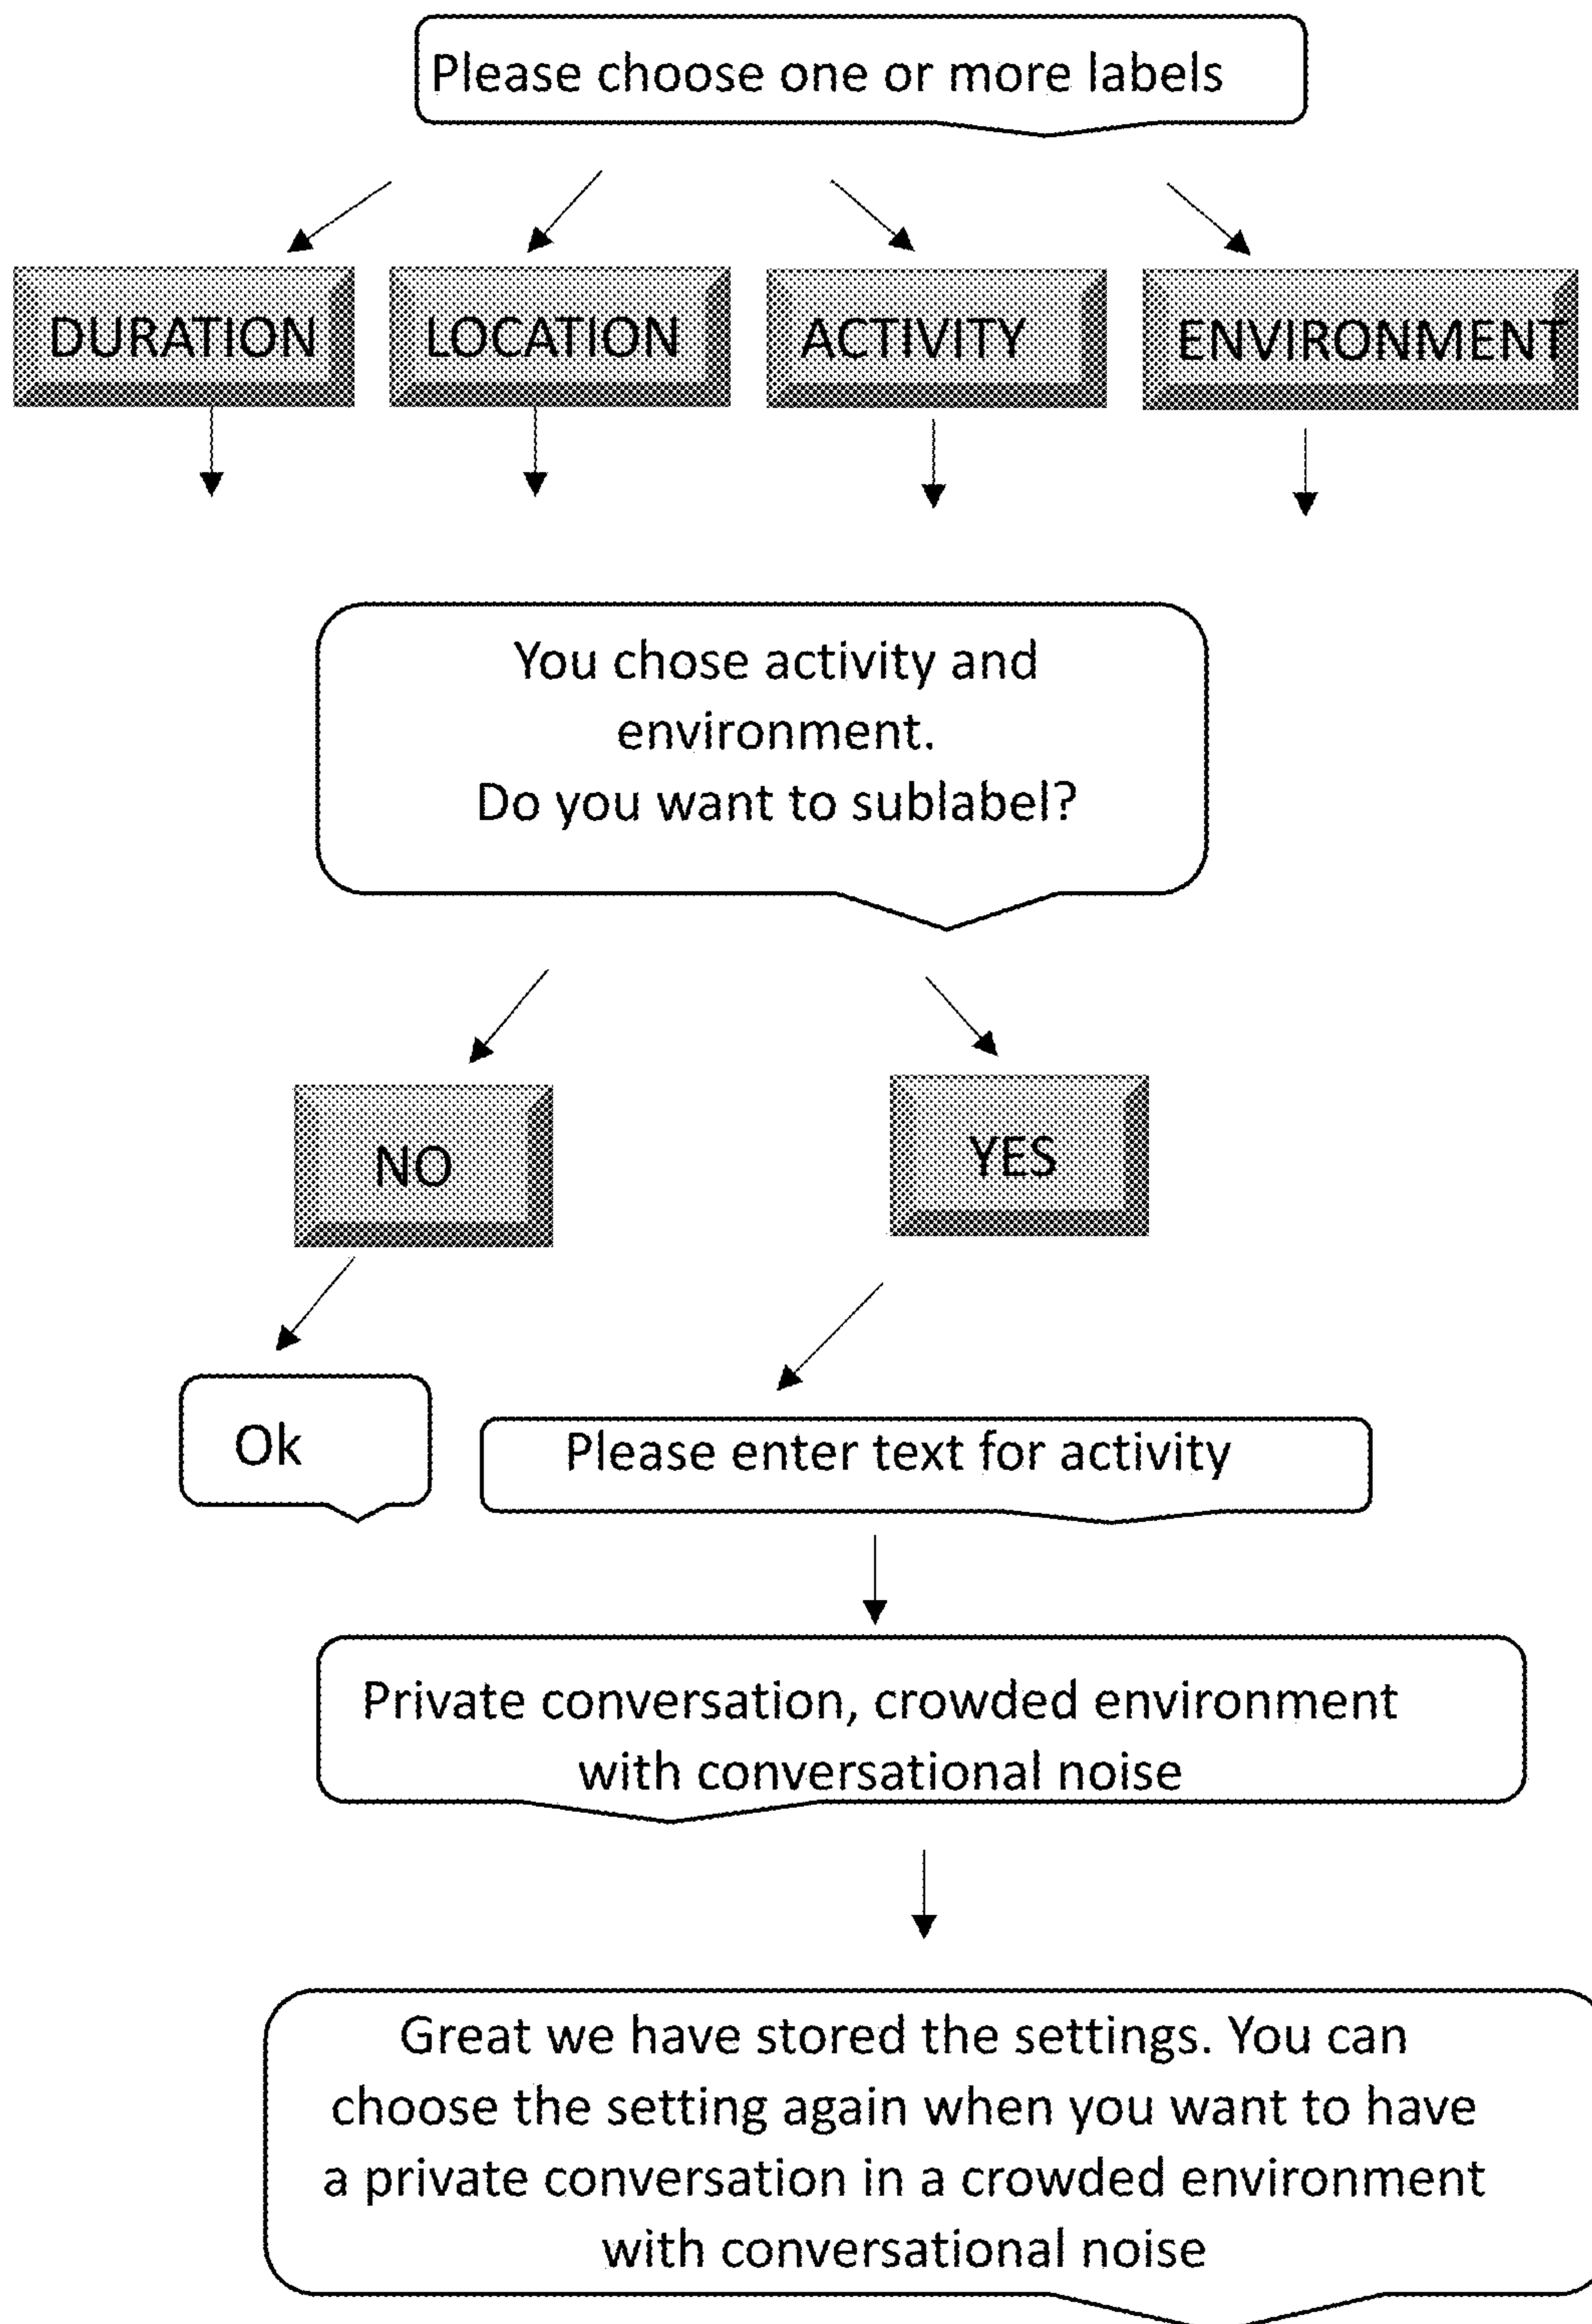 Please choose one or more labels
DURATION
LOCATION
ACTIVITY
ENVIRONMENT
You chose activity and
environment.
Do you want to sublabel?
NO
YES
Ok
Please enter text for activity
Private conversation, crowded environment
with conversational noise
Great we have stored the settings. You can
choose the setting again when you want to have
a private conversation in a crowded environment
with conversational noise